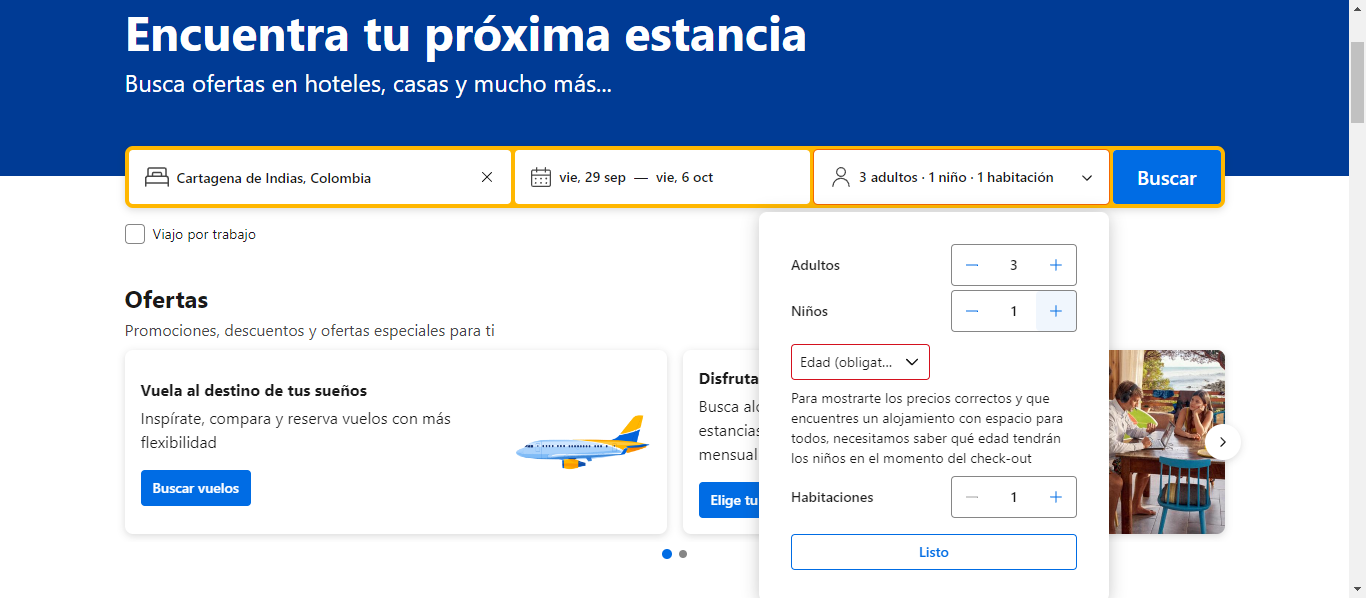 Encuentra tu próxima estancia
Busca ofertas en hoteles, casas y mucho más...
Cartagena de Indias, Colombia
vie, 29 sep — vie, 6 oct
3 adultos · 1 niño · 1 habitación
Buscar
Viajo por trabajo
Adultos
3
Niños
1
Edad (obligat...
Para mostrarte los precios correctos y que
encuentres un alojamiento con espacio para
todos, necesitamos saber qué edad tendrán
los niños en el momento del check-out
Habitaciones
1
Listo
Ofertas
Promociones, descuentos y ofertas especiales para ti
Vuela al destino de tus sueños
Inspírate, compara y reserva vuelos con más
flexibilidad
Buscar vuelos
Disfruta
Busca
estancias
mensual
Elige tu